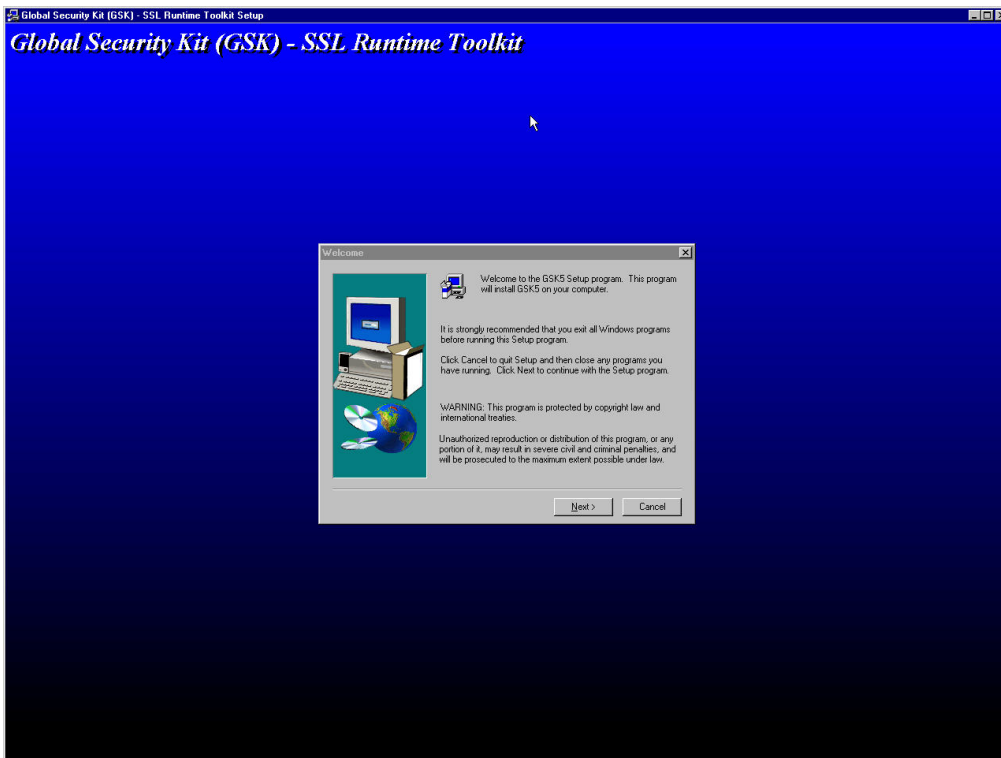 Global Security Kit (GSK) - SSL Runtime Toolkit Setup
Global Security Kit (GSK) - SSL Runtime Toolkit
Welcome
Welcome to the GSK5 Setup program. This program
will install GSK5 on your computer.
It is strongly recommended that you exit all Windows programs
before running this Setup program.
Click Cancel to quit Setup and then close any programs you
have running. Click Next to continue with the Setup program.
WARNING: This program is protected by copyright law and
international treaties.
Unauthorized reproduction or distribution of this program, or any
portion of it, may result in severe civil and criminal penalties, and
will be prosecuted to the maximum extent possible under law.
Next >
Cancel